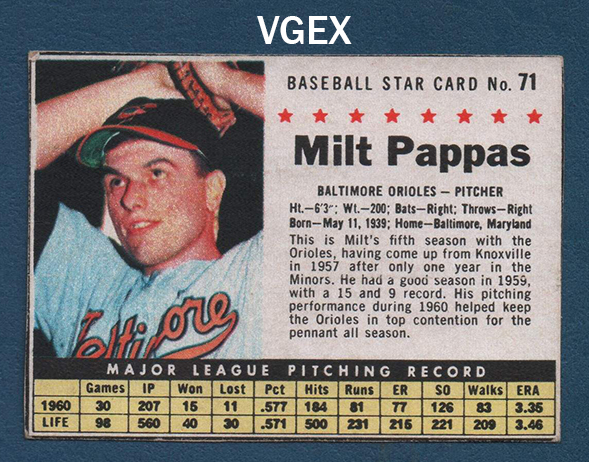 VGEX
BASEBALL STAR CARD No. 71
Milt Pappas
BALTIMORE ORIOLES — PITCHER
Ht.—6'3"; Wt.—200; Bats—Right; Throws—Right
Born—May 11, 1939; Home—Baltimore, Maryland
This is Milt's fifth season with the
Orioles, having come up from Knoxville
in 1957 after only one year in the
Minors. He had a good season in 1959,
with a 15 and 9 record. His pitching
performance during 1960 helped keep
the Orioles in top contention for the
pennant all season.
MAJOR LEAGUE PITCHING RECORD
Games IP Won Lost Pct Hits Runs ER SO Walks ERA
1960 30 207 15 11 .577 184 81 77 126 83 3.35
LIFE 98 560 40 30 .571 500 231 215 221 209 3.46